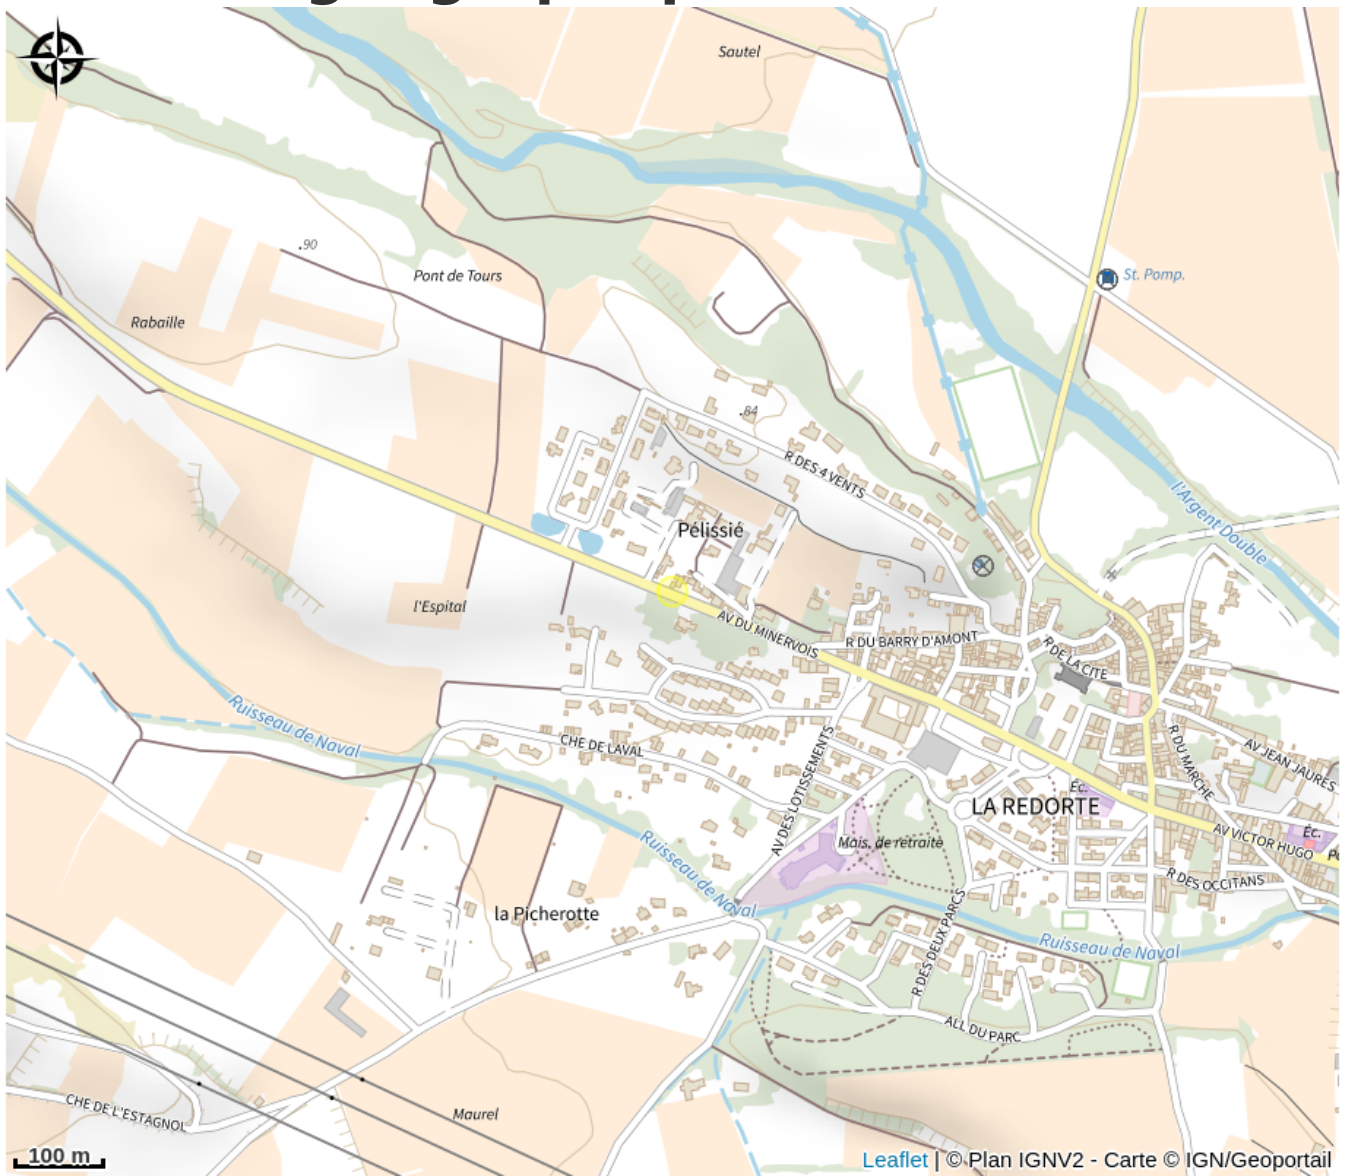 Sautel
.90
Pont de Tours
St. Pomp.
Rabaille
.84
R DES 4 VENTS
l'Argent Double
Pélissié
l'Espital
AV DU MINERVOIS
R DU BARRY D'AMONT
R DE LA CITE
Ruisseau de Naval
CHE DE LAVAL
AV DES LOTISSEMENTS
R DU MARCHE
AV JEAN JAURES
Éc.
LA REDORTE
AV VICTOR HUGO
Éc.
Mais. de retraite
Ruisseau de Naval
R DES OCCITANS
la Picherotte
R DES DEUX PARCS
Ruisseau de Naval
ALL DU PARC
CHE DE L'ESTAGNOL
Maurel
100 m
Leaflet | © Plan IGNV2 - Carte © IGN/Geoportail